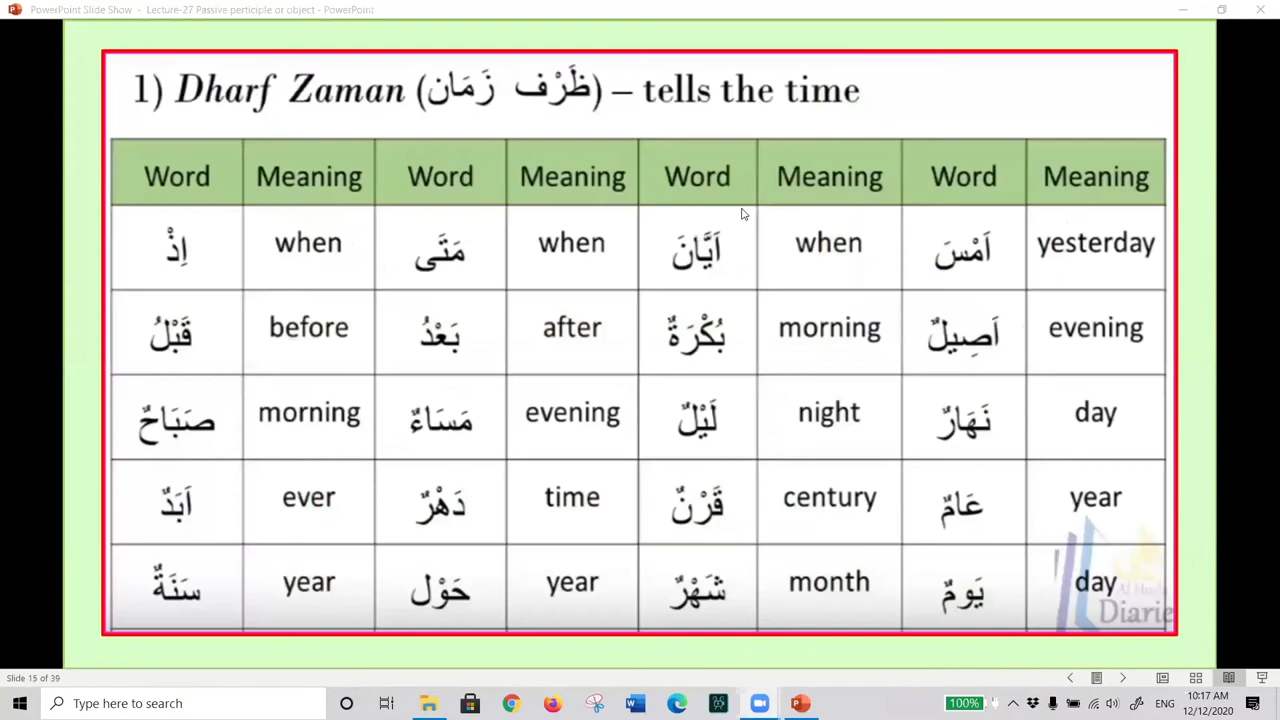 PowerPoint Slide Show - Lecture-27 Passive perticiple or object - PowerPoint
1) Dharf Zaman (ظَرْف زَمَان) – tells the time
Word Meaning Word Meaning Word Meaning Word Meaning
اِذْ when مَتَى when اَيَّانَ when اَمْسَ yesterday
قَبْلُ before بَعْدُ after بُكْرَةٌ morning اَصِيلٌ evening
صَبَاحٌ morning مَسَاءٌ evening لَيْلٌ night نَهَارٌ day
اَبَدٌ ever دَهْرٌ time قَرْنٌ century عَامٌ year
سَنَةٌ year حَوْل year شَهْرٌ month يَومٌ day
Diarie
Slide 15 of 39
Type here to search
100%
ENG
10:17 AM
12/12/2020